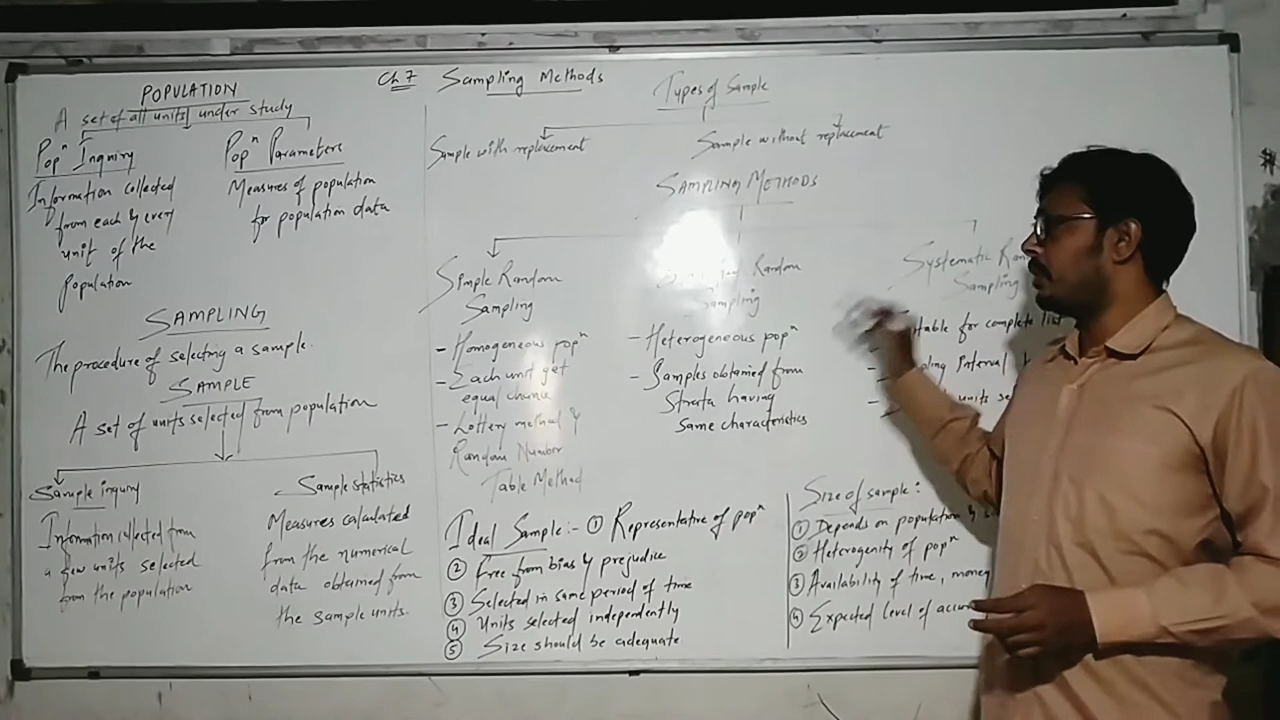 Ch 7 Sampling Methods
POPULATION
A set of all units under study
Popⁿ Inquiry
Information collected
from each & every
unit of the
population
Popⁿ Parameters
Measures of population
for population data
SAMPLING
The procedure of selecting a sample.
SAMPLE
A set of units selected from population
Sample inquiry
Information collected from
a few units selected
from the population
Sample statistics
Measures calculated
from the numerical
data obtained from
the sample units.
Types of Sample
Sample with replacement
Sample without replacement
SAMPLING METHODS
Simple Random
Sampling
- Homogeneous popⁿ
- Each unit get
equal chance
- Lottery method &
Random Number
Table Method
Random
Sampling
- Heterogeneous popⁿ
- Samples obtained from
Strata having
Same characteristics
Systematic
Sampling
for complete list
Interval
units
Ideal Sample:- ① Representative of popⁿ
② Free from bias & prejudice
③ Selected in same period of time
④ Units selected independently
⑤ Size should be adequate
Size of sample:
① Depends on population &
② Heterogenity of popⁿ
③ Availability of time, money
④ Expected level of